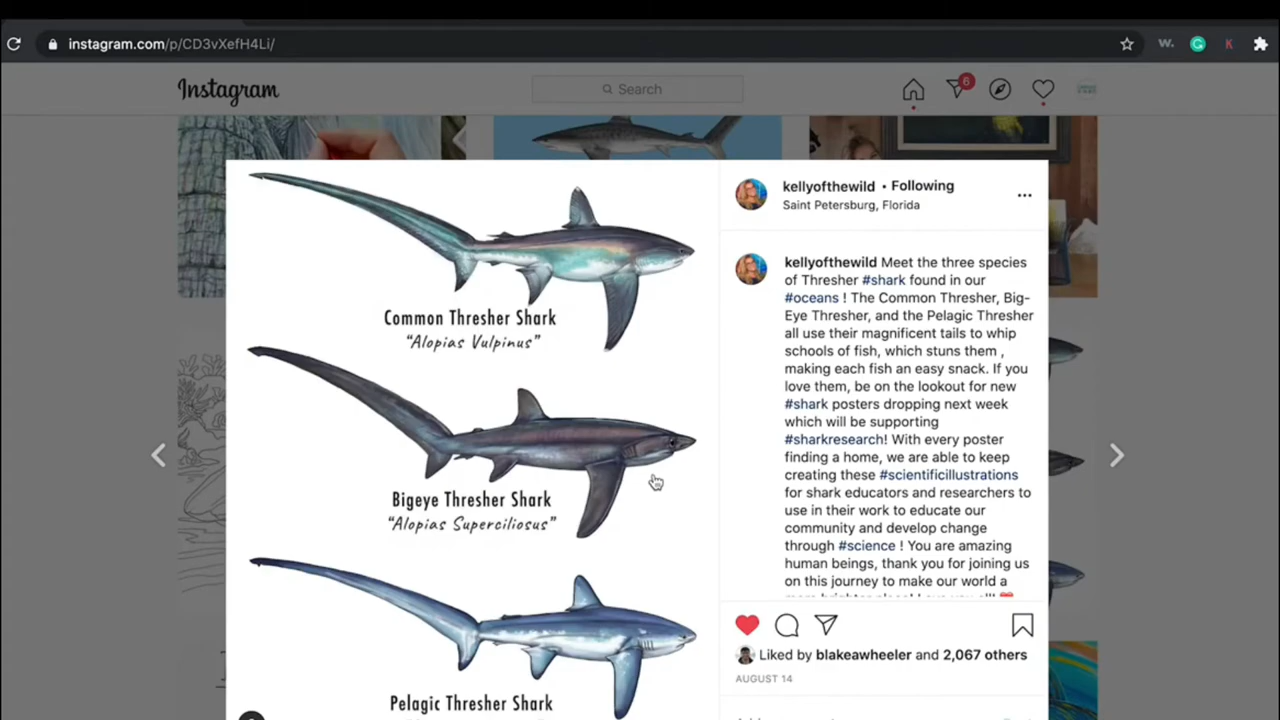 instagram.com/p/CD3vXefH4Li/
W.
K
Instagram
Search
6
Common Thresher Shark
“Alopias Vulpinus”
Bigeye Thresher Shark
“Alopias Superciliosus”
Pelagic Thresher Shark
kellyofthewild • Following
Saint Petersburg, Florida
kellyofthewild Meet the three species
of Thresher #shark found in our
#oceans ! The Common Thresher, Big-
Eye Thresher, and the Pelagic Thresher
all use their magnificent tails to whip
schools of fish, which stuns them ,
making each fish an easy snack. If you
love them, be on the lookout for new
#shark posters dropping next week
which will be supporting
#sharkresearch! With every poster
finding a home, we are able to keep
creating these #scientificillustrations
for shark educators and researchers to
use in their work to educate our
community and develop change
through #science ! You are amazing
human beings, thank you for joining us
on this journey to make our world a
Liked by blakeawheeler and 2,067 others
AUGUST 14